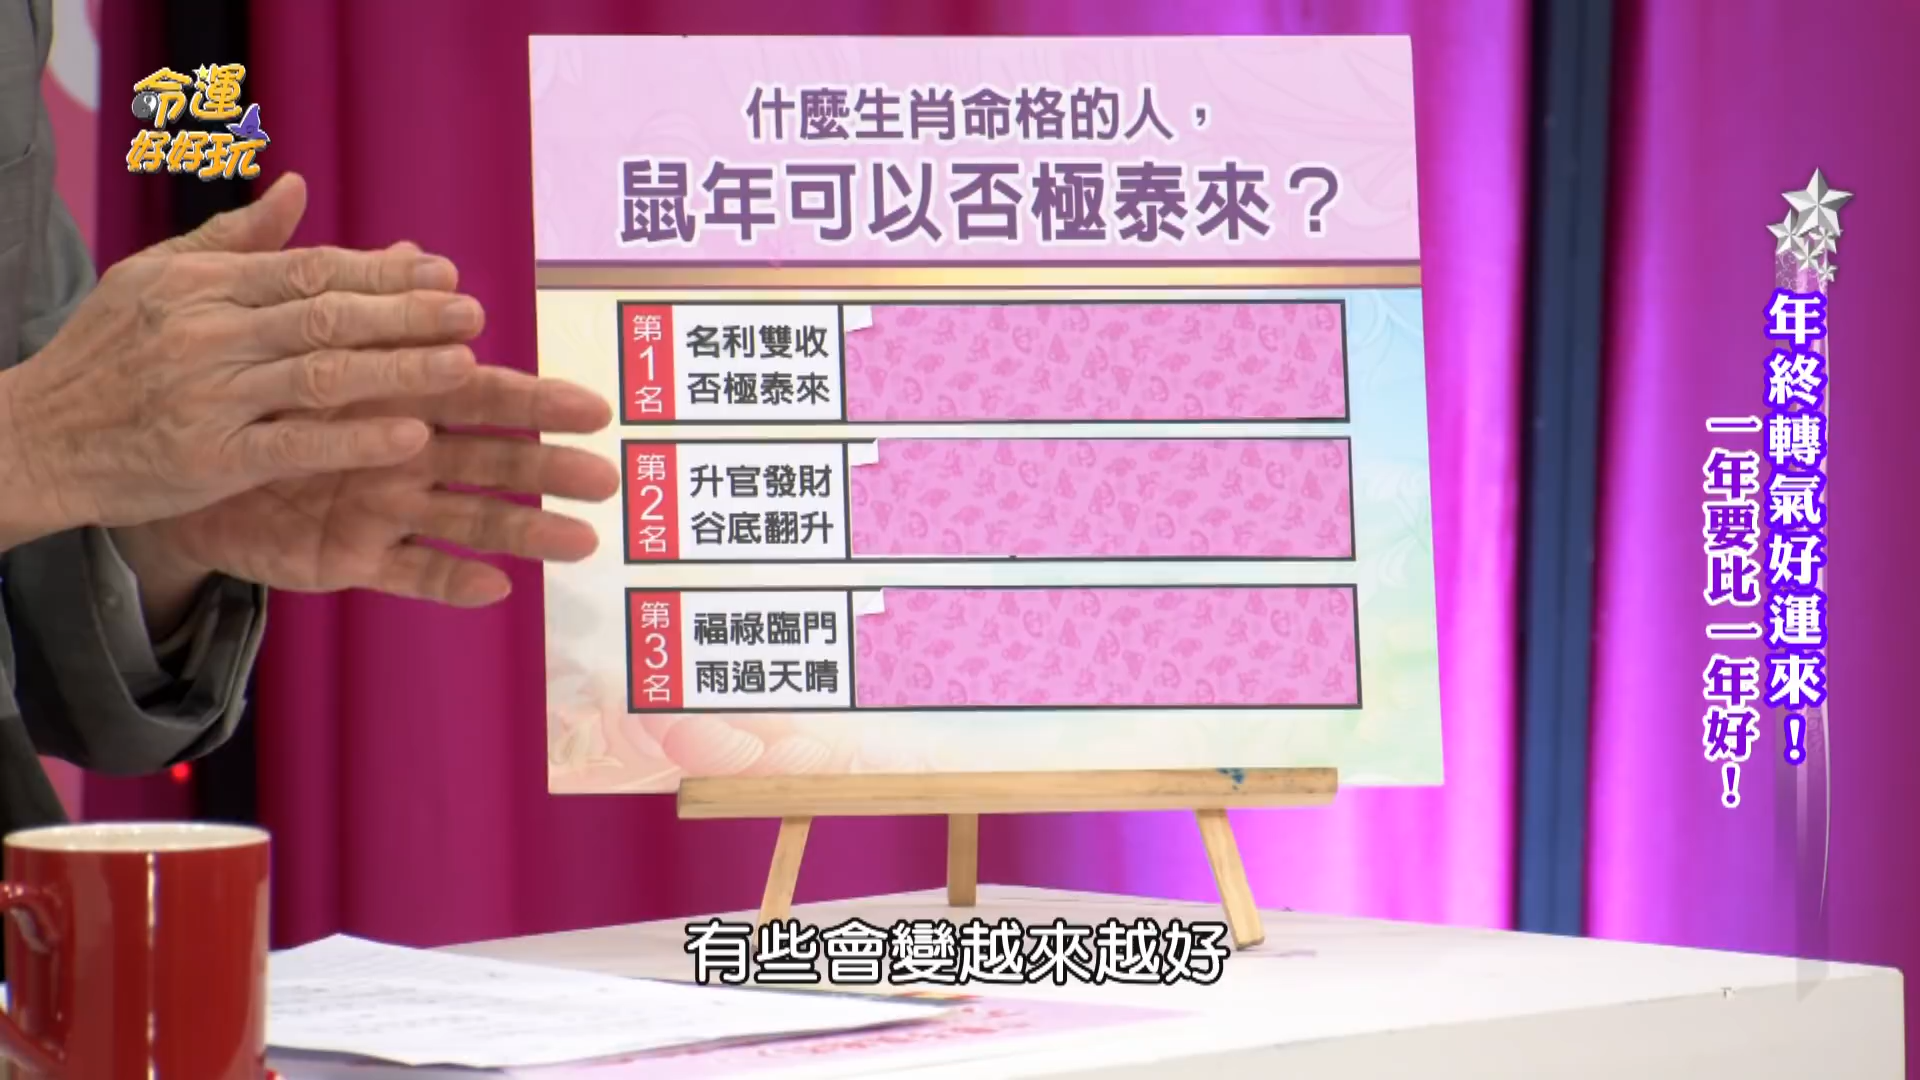 命運
好好玩
什麼生肖命格的人，
鼠年可以否極泰來？
第1名
名利雙收
否極泰來
第2名
升官發財
谷底翻升
第3名
福祿臨門
雨過天晴
年終轉氣好運來！
一年要比一年好！
有些會變越來越好